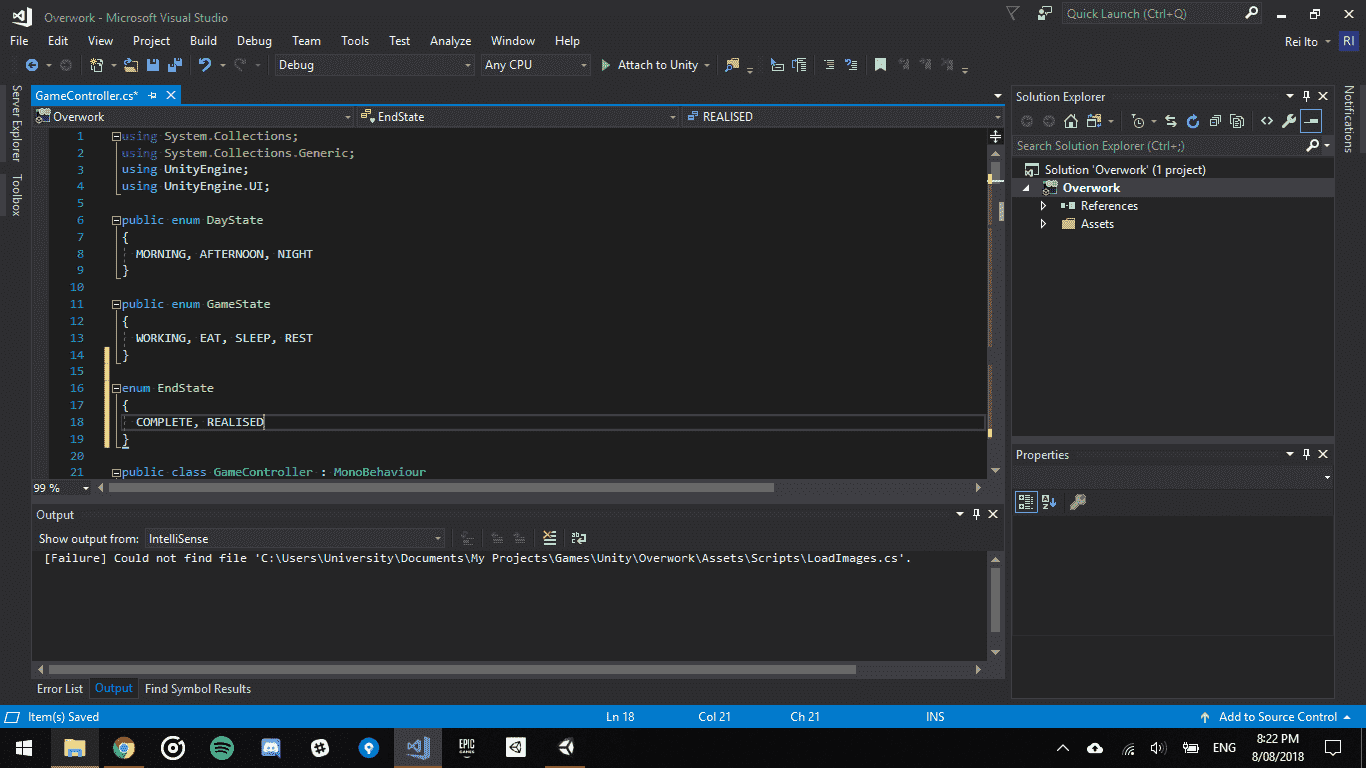 Overwork - Microsoft Visual Studio
Quick Launch (Ctrl+Q)
File Edit View Project Build Debug Team Tools Test Analyze Window Help
Rei Ito RI
Debug Any CPU Attach to Unity
Server Explorer
Toolbox
GameController.cs*
Overwork EndState REALISED
1 using System.Collections;
2 using System.Collections.Generic;
3 using UnityEngine;
4 using UnityEngine.UI;
5
6 public enum DayState
7 {
8 MORNING, AFTERNOON, NIGHT
9 }
10
11 public enum GameState
12 {
13 WORKING, EAT, SLEEP, REST
14 }
15
16 enum EndState
17 {
18 COMPLETE, REALISED
19 }
20
21 public class GameController : MonoBehaviour
99 %
Output
Show output from: IntelliSense
[Failure] Could not find file 'C:\Users\University\Documents\My Projects\Games\Unity\Overwork\Assets\Scripts\LoadImages.cs'.
Error List Output Find Symbol Results
Solution Explorer
Search Solution Explorer (Ctrl+;)
Solution 'Overwork' (1 project)
Overwork
References
Assets
Properties
Notifications
Item(s) Saved Ln 18 Col 21 Ch 21 INS Add to Source Control
EPIC GAMES
ENG
8:22 PM
8/08/2018